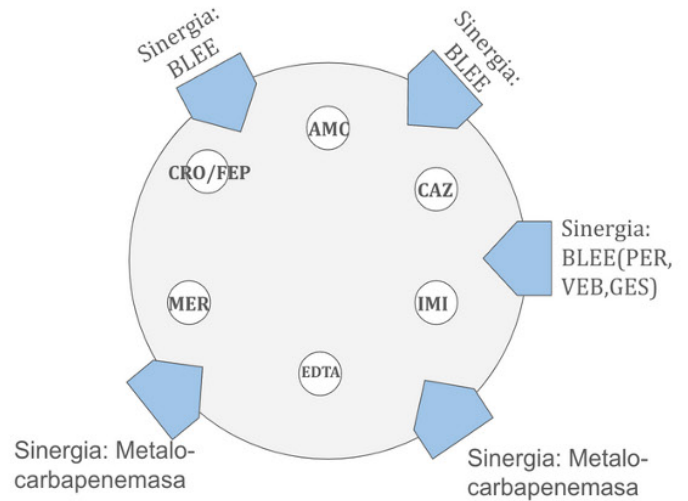 Sinergia:
BLEE
Sinergia:
BLEE
AMC
CRO/FEP
CAZ
Sinergia:
BLEE(PER,
VEB,GES)
MER
IMI
EDTA
Sinergia: Metalo-
carbapenemasa
Sinergia: Metalo-
carbapenemasa